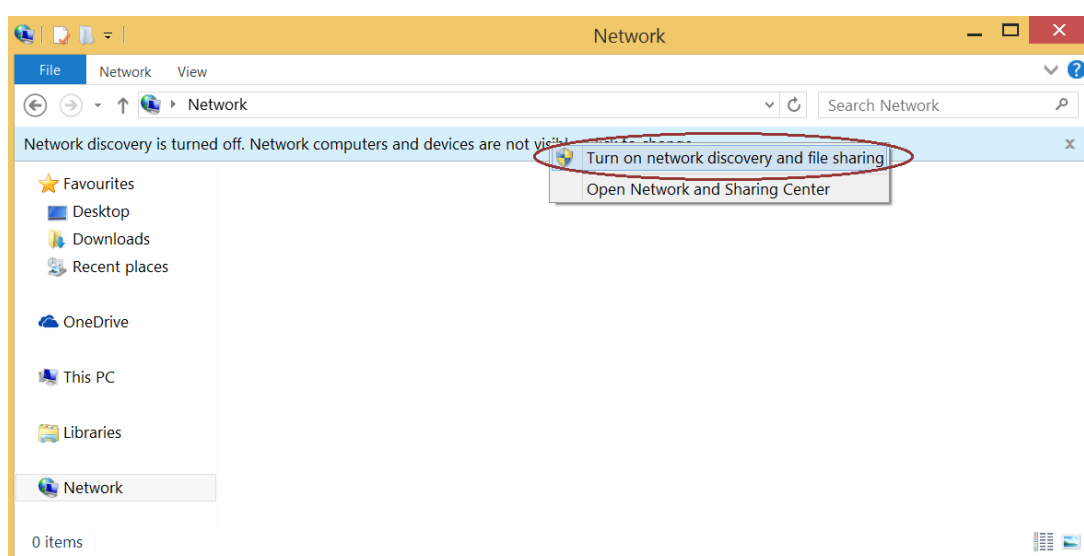 Network
File Network View
Network
Search Network
Network discovery is turned off. Network computers and devices are not
Turn on network discovery and file sharing
Open Network and Sharing Center
Favourites
Desktop
Downloads
Recent places
OneDrive
This PC
Libraries
Network
0 items